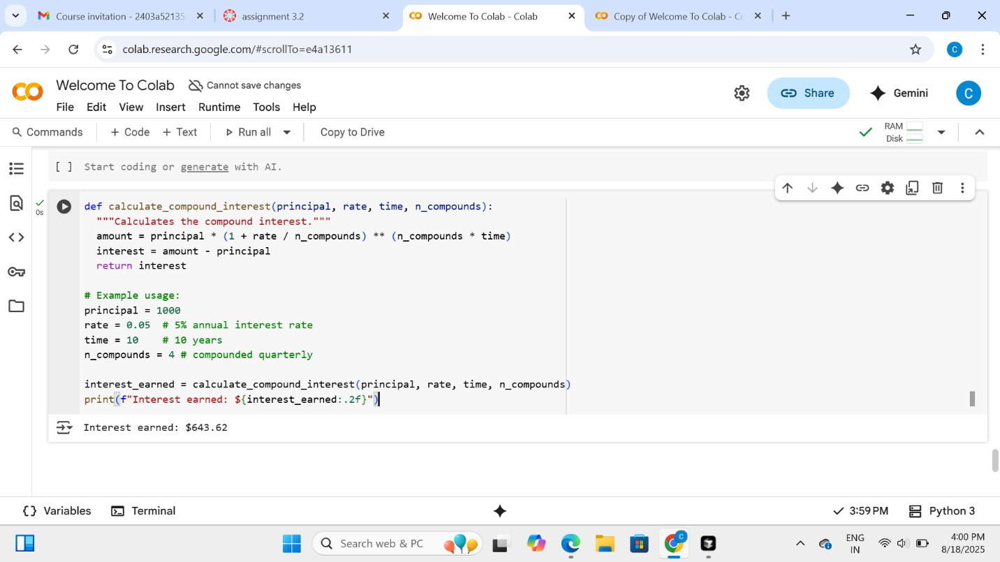 Course invitation - 2403a52135
assignment 3.2
Welcome To Colab - Colab
Copy of Welcome To Colab - Co
colab.research.google.com/#scrollTo=e4a13611
C
Welcome To Colab
Cannot save changes
File Edit View Insert Runtime Tools Help
Share
Gemini
C
Commands
+ Code + Text
Run all
Copy to Drive
RAM
Disk
[ ] Start coding or generate with AI.
0s
def calculate_compound_interest(principal, rate, time, n_compounds):
"""Calculates the compound interest."""
amount = principal * (1 + rate / n_compounds) ** (n_compounds * time)
interest = amount - principal
return interest
# Example usage:
principal = 1000
rate = 0.05 # 5% annual interest rate
time = 10 # 10 years
n_compounds = 4 # compounded quarterly
interest_earned = calculate_compound_interest(principal, rate, time, n_compounds)
print(f"Interest earned: ${interest_earned:.2f}")
Interest earned: $643.62
Variables
Terminal
3:59 PM
Python 3
Search web & PC
C
ENG
IN
4:00 PM
8/18/2025